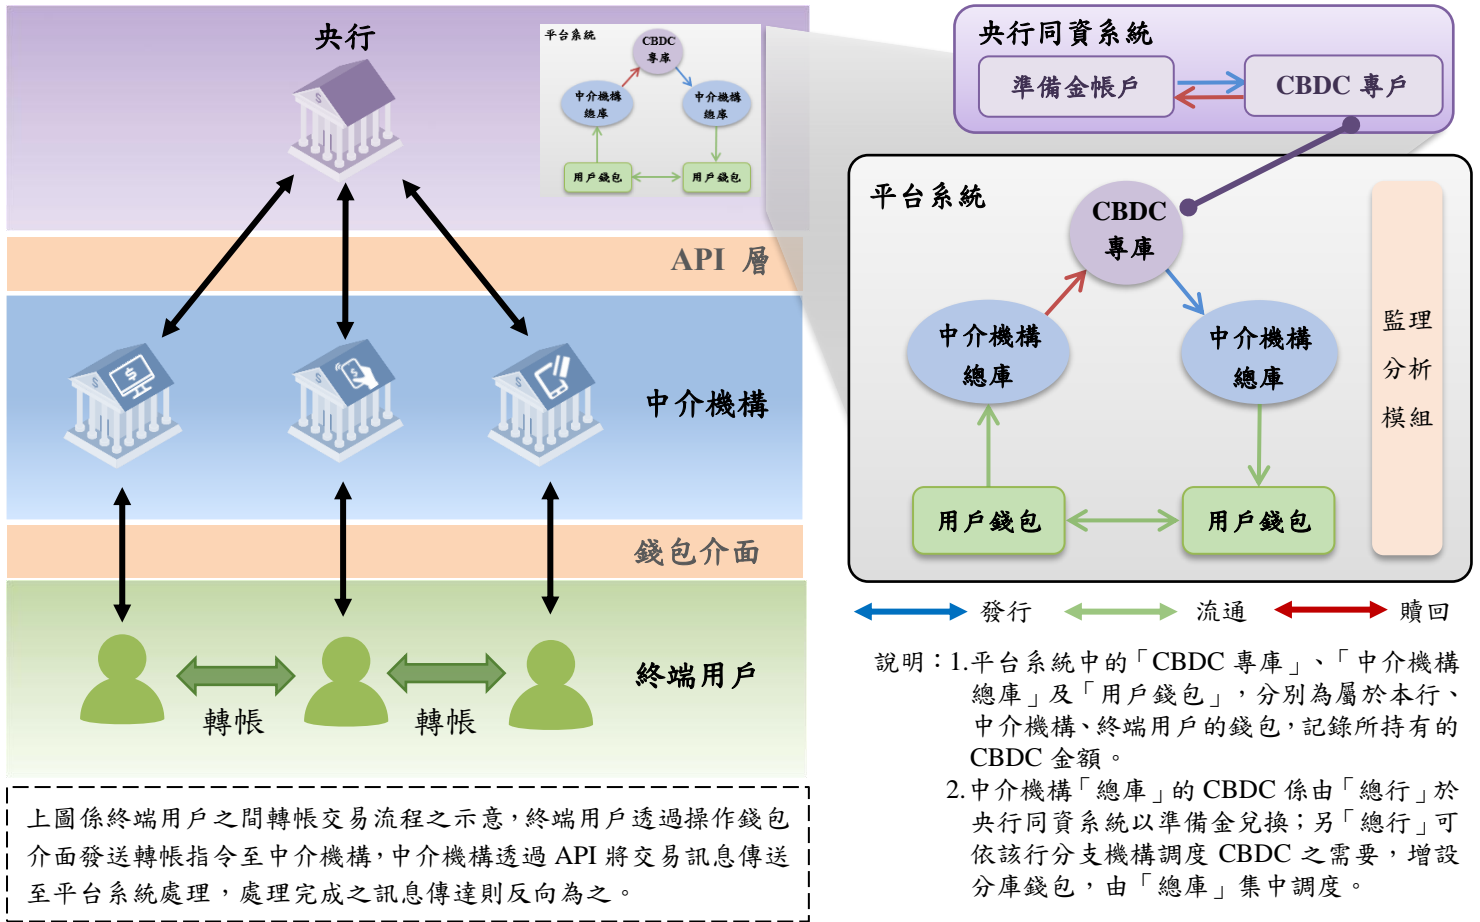 央行
平台系統
CBDC
專庫
中介機構
總庫
中介機構
總庫
用戶錢包
用戶錢包
API 層
中介機構
錢包介面
終端用戶
轉帳
轉帳
上圖係終端用戶之間轉帳交易流程之示意，終端用戶透過操作錢包
介面發送轉帳指令至中介機構，中介機構透過 API 將交易訊息傳送
至平台系統處理，處理完成之訊息傳達則反向為之。
央行同資系統
準備金帳戶
CBDC 專戶
平台系統
CBDC
專庫
中介機構
總庫
中介機構
總庫
用戶錢包
用戶錢包
監理
分析
模組
發行
流通
贖回
說明：1.平台系統中的「CBDC 專庫」、「中介機構
總庫」及「用戶錢包」，分別為屬於本行、
中介機構、終端用戶的錢包，記錄所持有的
CBDC 金額。
2.中介機構「總庫」的 CBDC 係由「總行」於
央行同資系統以準備金兌換；另「總行」可
依該行分支機構調度 CBDC 之需要，增設
分庫錢包，由「總庫」集中調度。